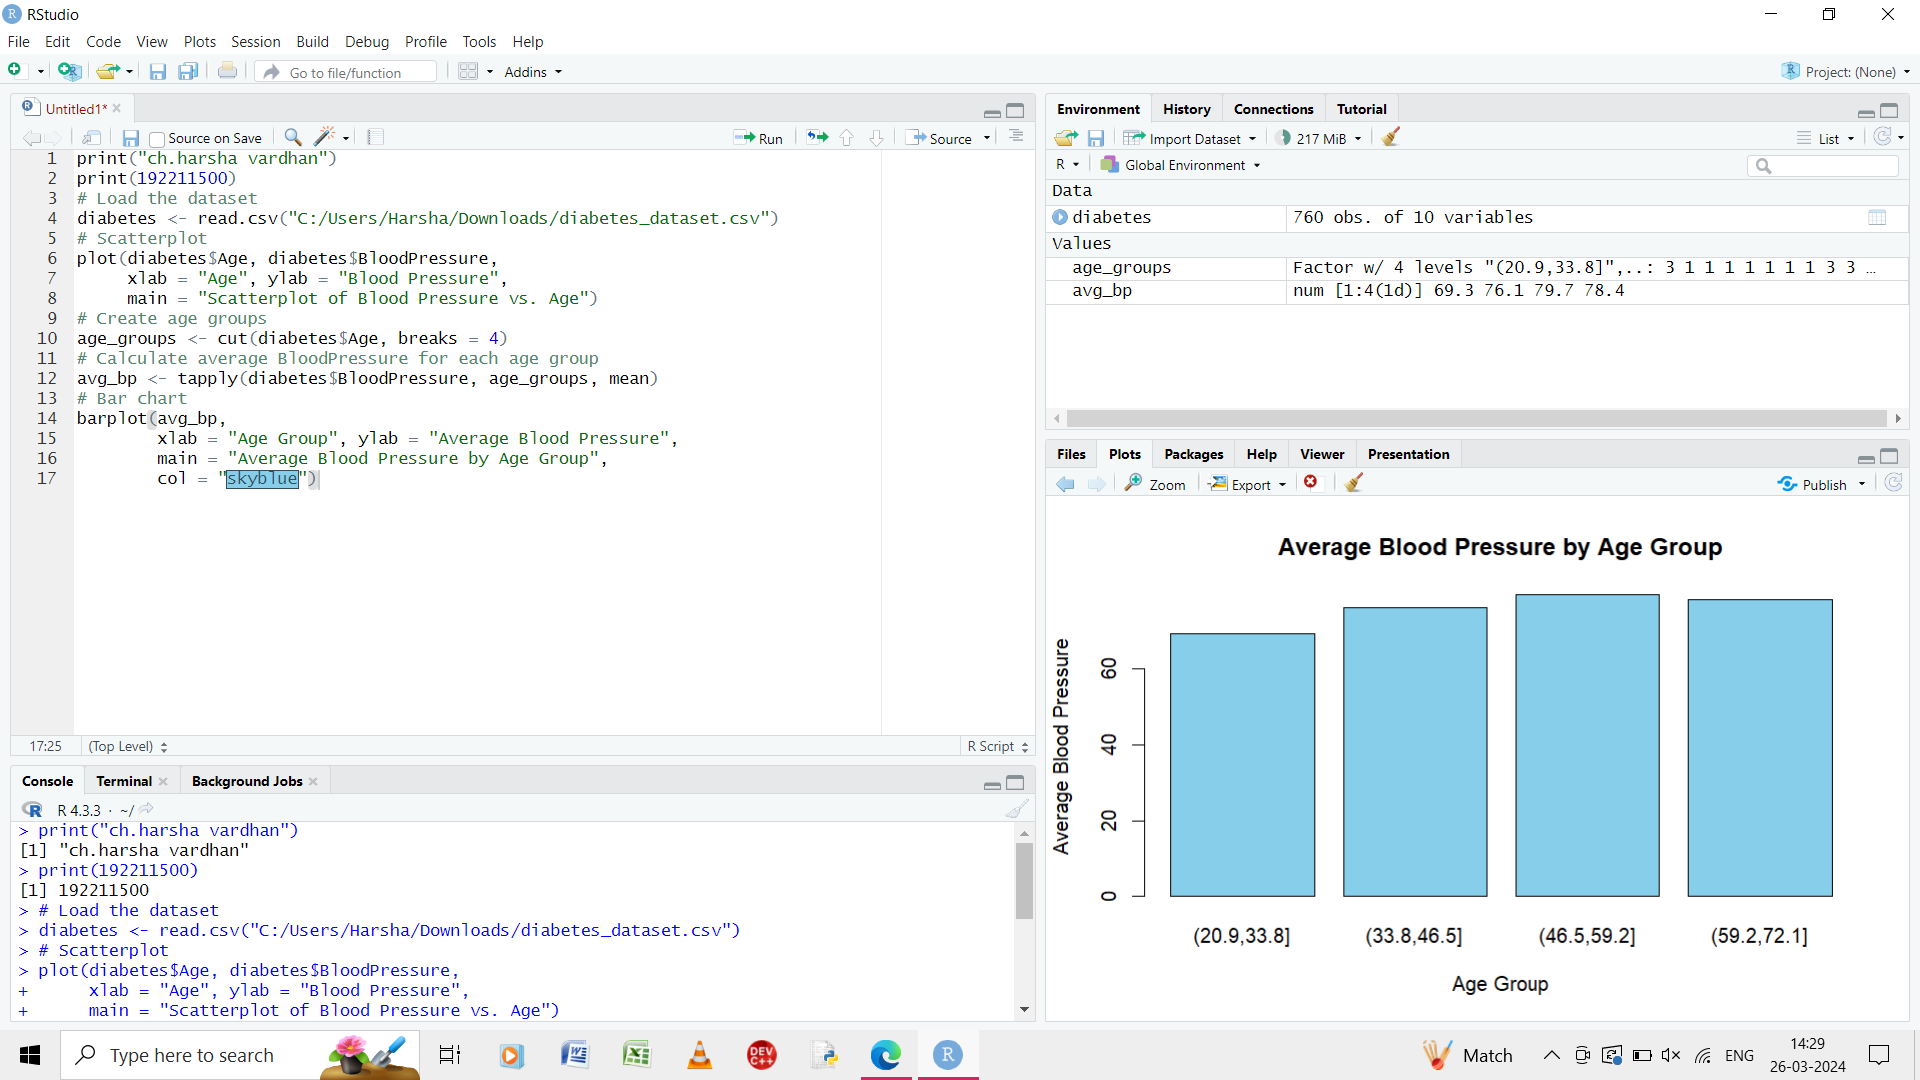 RStudio
File Edit Code View Plots Session Build Debug Profile Tools Help
Go to file/function Addins Project: (None)
Untitled1*
Source on Save Run Source
1 print("ch.harsha vardhan")
2 print(192211500)
3 # Load the dataset
4 diabetes <- read.csv("C:/Users/Harsha/Downloads/diabetes_dataset.csv")
5 # Scatterplot
6 plot(diabetes$Age, diabetes$BloodPressure,
7 xlab = "Age", ylab = "Blood Pressure",
8 main = "Scatterplot of Blood Pressure vs. Age")
9 # Create age groups
10 age_groups <- cut(diabetes$Age, breaks = 4)
11 # Calculate average BloodPressure for each age group
12 avg_bp <- tapply(diabetes$BloodPressure, age_groups, mean)
13 # Bar chart
14 barplot(avg_bp,
15 xlab = "Age Group", ylab = "Average Blood Pressure",
16 main = "Average Blood Pressure by Age Group",
17 col = "skyblue")
17:25 (Top Level) R Script
Console Terminal Background Jobs
R 4.3.3 · ~/
> print("ch.harsha vardhan")
[1] "ch.harsha vardhan"
> print(192211500)
[1] 192211500
> # Load the dataset
> diabetes <- read.csv("C:/Users/Harsha/Downloads/diabetes_dataset.csv")
> # Scatterplot
> plot(diabetes$Age, diabetes$BloodPressure,
+ xlab = "Age", ylab = "Blood Pressure",
+ main = "Scatterplot of Blood Pressure vs. Age")
Environment History Connections Tutorial
Import Dataset 217 MiB List
R Global Environment
Data
diabetes 760 obs. of 10 variables
Values
age_groups Factor w/ 4 levels "(20.9,33.8]",..: 3 1 1 1 1 1 1 1 3 3 ...
avg_bp num [1:4(1d)] 69.3 76.1 79.7 78.4
Files Plots Packages Help Viewer Presentation
Zoom Export Publish
Average Blood Pressure by Age Group
Average Blood Pressure
60
40
20
0
(20.9,33.8] (33.8,46.5] (46.5,59.2] (59.2,72.1]
Age Group
Type here to search
DEV C++
Match
ENG
14:29
26-03-2024